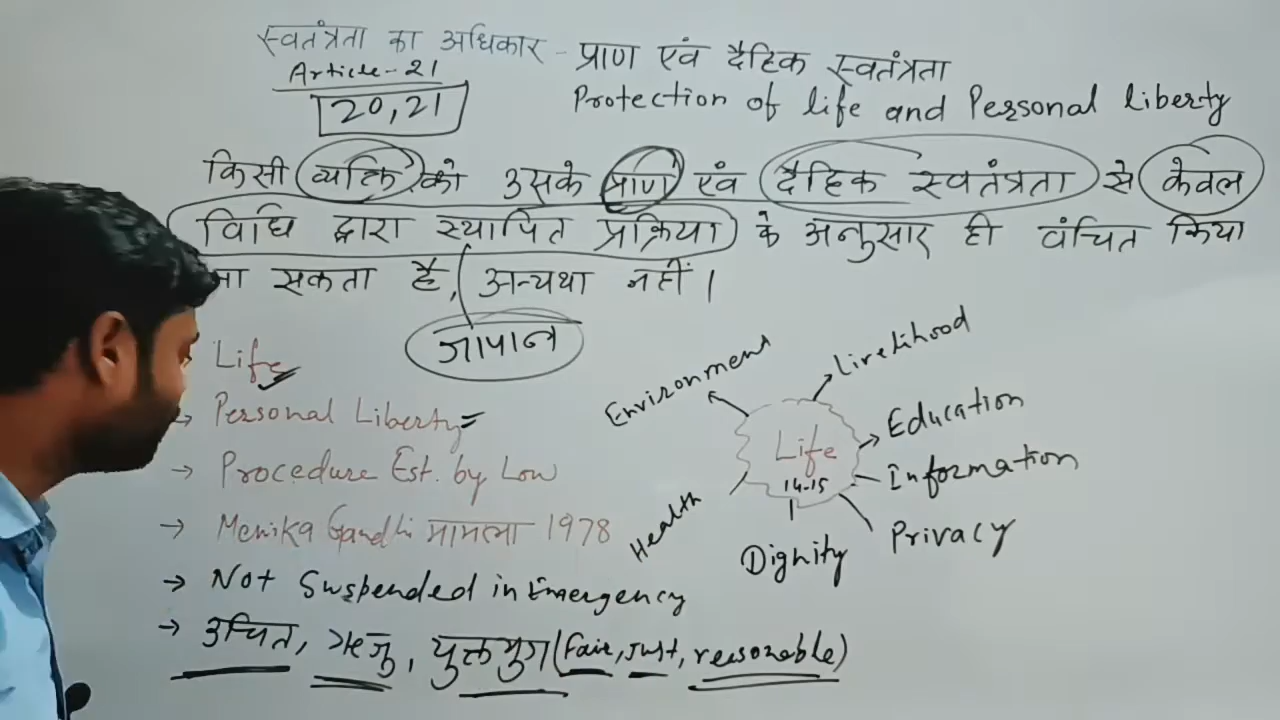 स्वतंत्रता का अधिकार - प्राण एवं दैहिक स्वतंत्रता
Article-21
Protection of life and Personal liberty
20,21
किसी व्यक्ति को उसके प्राण एवं दैहिक स्वतंत्रता से केवल
विधि द्वारा स्थापित प्रक्रिया के अनुसार ही वंचित किया
जा सकता है, अन्यथा नहीं।
जापान
Life
→ Personal Liberty
→ Procedure Est. by Low
→ Menika Gandhi मामला 1978
→ Not Suspended in Emergency
→ उचित, ऋजु, युक्तयुग (Fair, Just, reasonable)
Environment
Livelihood
Education
Information
Privacy
Dignity
Health
Life
14-15